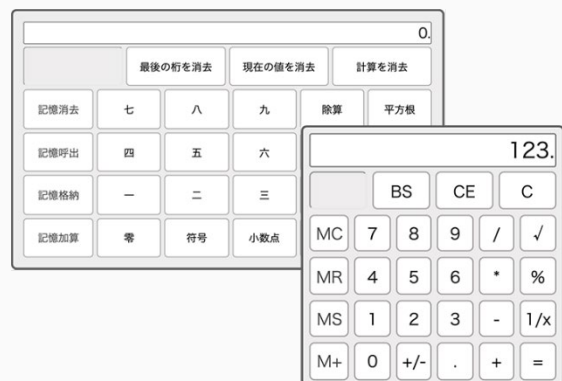 0.
最後の桁を消去 現在の値を消去 計算を消去
記憶消去 七 八 九 除算 平方根
記憶呼出 四 五 六
記憶格納 一 二 三
記憶加算 零 符号 小数点
123.
BS CE C
MC 7 8 9 / √
MR 4 5 6 * %
MS 1 2 3 - 1/x
M+ 0 +/- . + =